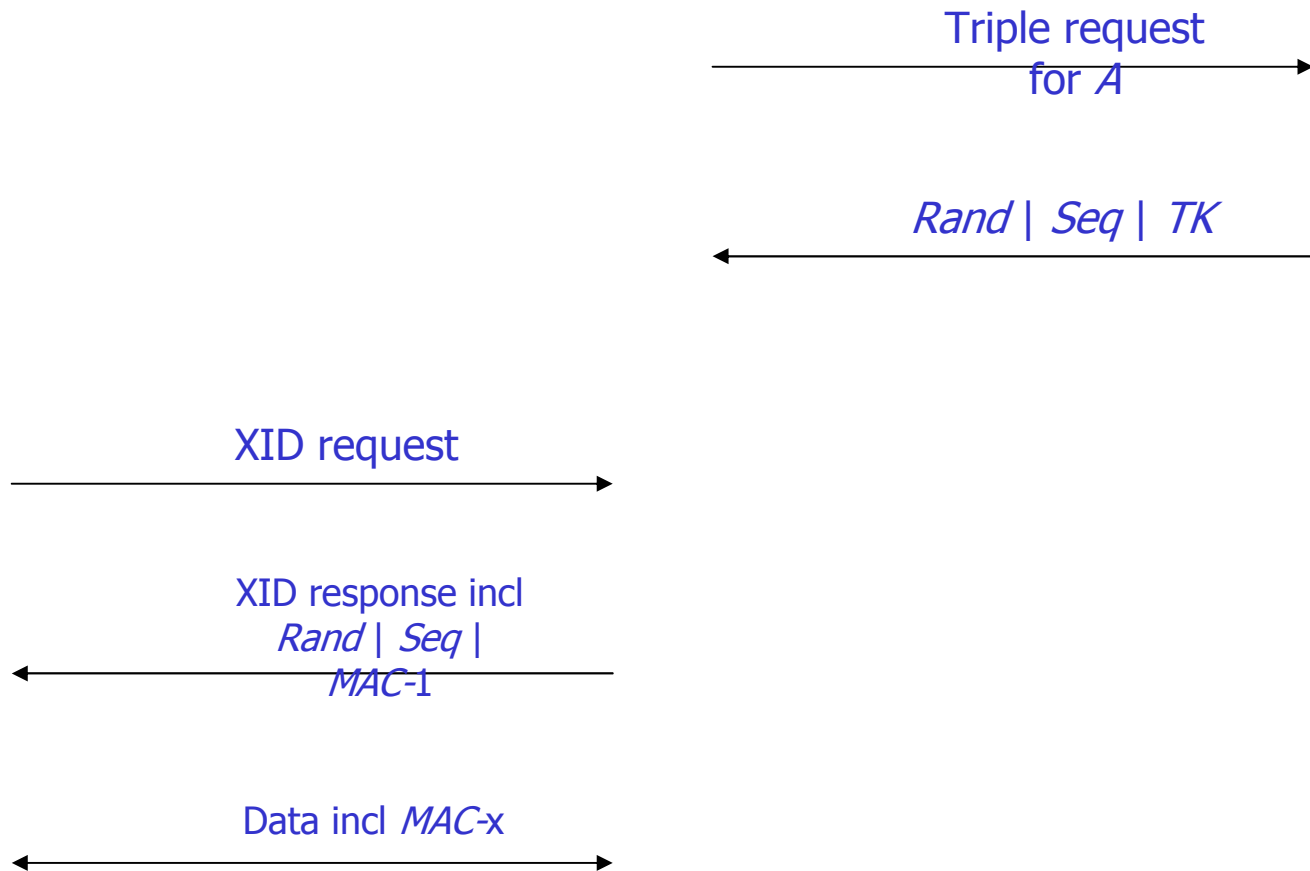 Triple request
for A
Rand | Seq | TK
XID request
XID response incl
Rand | Seq |
MAC-1
Data incl MAC-x